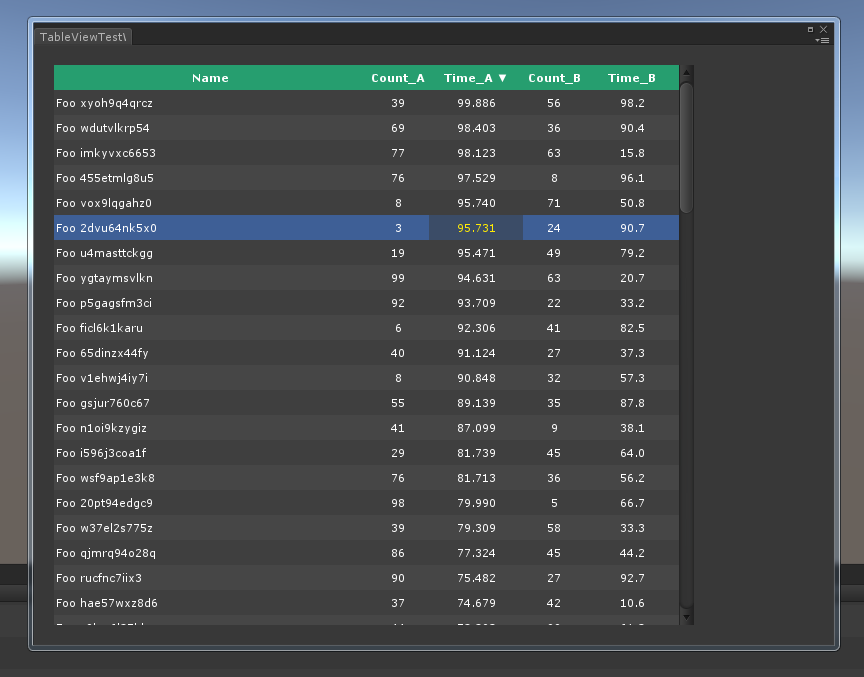 TableViewTest\
Name Count_A Time_A ▼ Count_B Time_B
Foo xyoh9q4qrcz 39 99.886 56 98.2
Foo wdutvlkrp54 69 98.403 36 90.4
Foo imkyvxc6653 77 98.123 63 15.8
Foo 455etmlg8u5 76 97.529 8 96.1
Foo vox9lqgahz0 8 95.740 71 50.8
Foo 2dvu64nk5x0 3 95.731 24 90.7
Foo u4masttckgg 19 95.471 49 79.2
Foo ygtaymsvlkn 99 94.631 63 20.7
Foo p5gagsfm3ci 92 93.709 22 33.2
Foo ficl6k1karu 6 92.306 41 82.5
Foo 65dinzx44fy 40 91.124 27 37.3
Foo v1ehwj4iy7i 8 90.848 32 57.3
Foo gsjur760c67 55 89.139 35 87.8
Foo n1oi9kzygiz 41 87.099 9 38.1
Foo i596j3coa1f 29 81.739 45 64.0
Foo wsf9ap1e3k8 76 81.713 36 56.2
Foo 20pt94edgc9 98 79.990 5 66.7
Foo w37el2s775z 39 79.309 58 33.3
Foo qjmrq94o28q 86 77.324 45 44.2
Foo rucfnc7iix3 90 75.482 27 92.7
Foo hae57wxz8d6 37 74.679 42 10.6